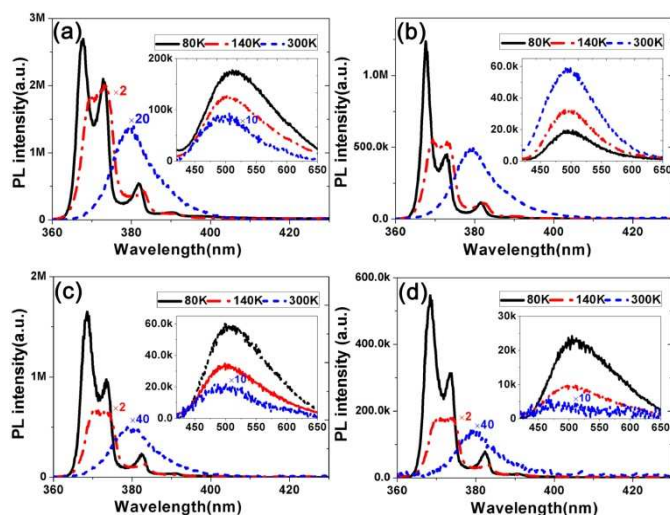 (a)
80K 140K 300K
3M
2M
1M
0
PL intensity(a.u.)
×2
×20
200k
100k
0
×10
450 500 550 600 650
360 380 400 420
Wavelength(nm)
(b)
80K 140K 300K
1.0M
500.0k
0.0
PL intensity(a.u.)
60.0k
40.0k
20.0k
0.0
450 500 550 600 650
360 380 400 420
Wavelength(nm)
(c)
80K 140K 300K
2M
1M
0
PL intensity(a.u.)
×2
×40
60.0k
40.0k
20.0k
0.0
×10
450 500 550 600 650
360 380 400 420
Wavelength(nm)
(d)
80K 140K 300K
600.0k
400.0k
200.0k
0.0
PL intensity(a.u.)
×2
×40
30k
20k
10k
0
×10
450 500 550 600 650
360 380 400 420
Wavelength(nm)